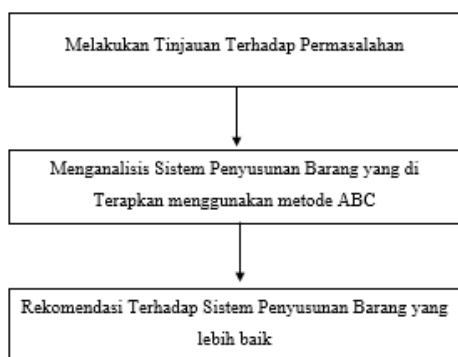 Melakukan Tinjauan Terhadap Permasalahan
Menganalisis Sistem Penyusunan Barang yang di
Terapkan menggunakan metode ABC
Rekomendasi Terhadap Sistem Penyusunan Barang yang
lebih baik